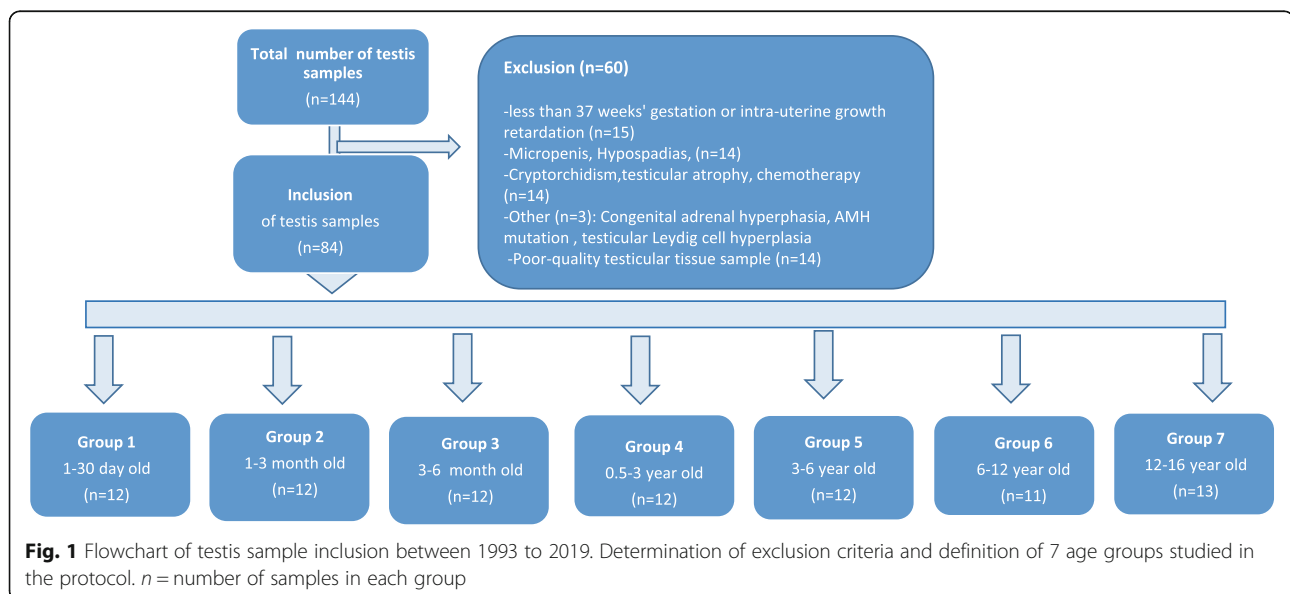 Total number of testis
samples
(n=144)
Exclusion (n=60)
-less than 37 weeks' gestation or intra-uterine growth
retardation (n=15)
-Micropenis, Hypospadias, (n=14)
-Cryptorchidism,testicular atrophy, chemotherapy
(n=14)
-Other (n=3): Congenital adrenal hyperphasia, AMH
mutation , testicular Leydig cell hyperplasia
-Poor-quality testicular tissue sample (n=14)
Inclusion
of testis samples
(n=84)
Group 1
1-30 day old
(n=12)
Group 2
1-3 month old
(n=12)
Group 3
3-6 month old
(n=12)
Group 4
0.5-3 year old
(n=12)
Group 5
3-6 year old
(n=12)
Group 6
6-12 year old
(n=11)
Group 7
12-16 year old
(n=13)
Fig. 1 Flowchart of testis sample inclusion between 1993 to 2019. Determination of exclusion criteria and definition of 7 age groups studied in
the protocol. n = number of samples in each group